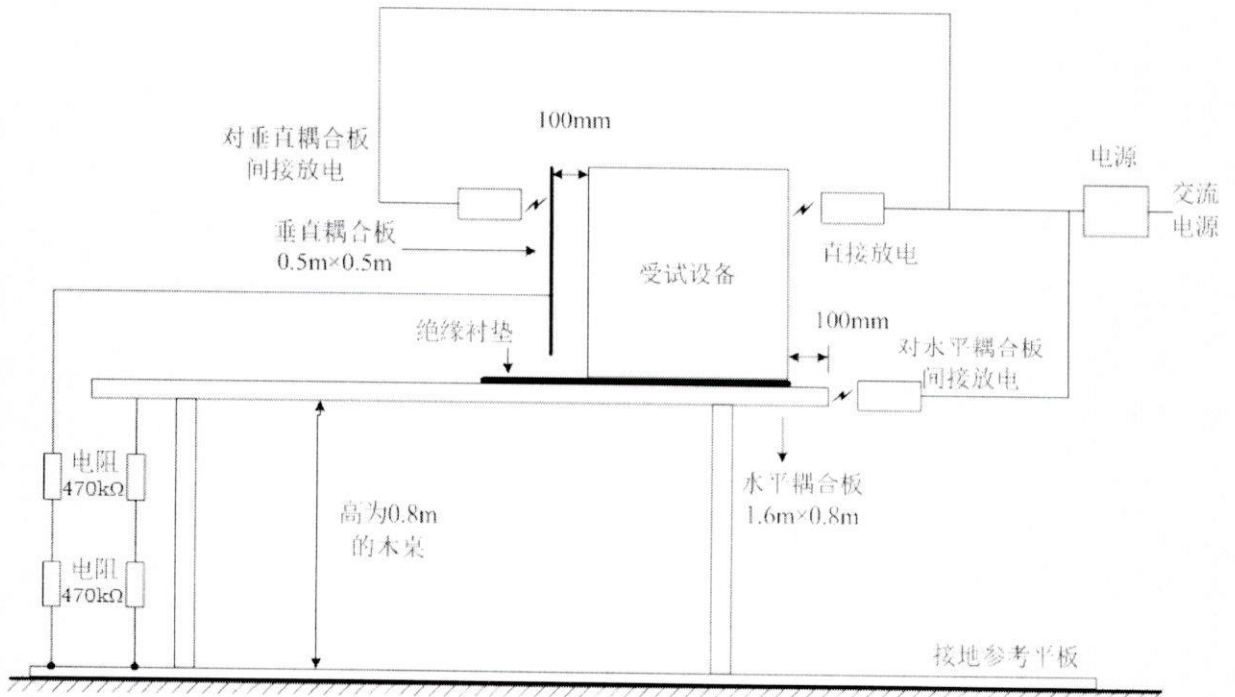 100mm
对垂直耦合板
间接放电
电源
交流
电源
垂直耦合板
0.5m×0.5m
直接放电
受试设备
绝缘衬垫
100mm
对水平耦合板
间接放电
电阻
470kΩ
水平耦合板
1.6m×0.8m
高为0.8m
的木桌
电阻
470kΩ
接地参考平板